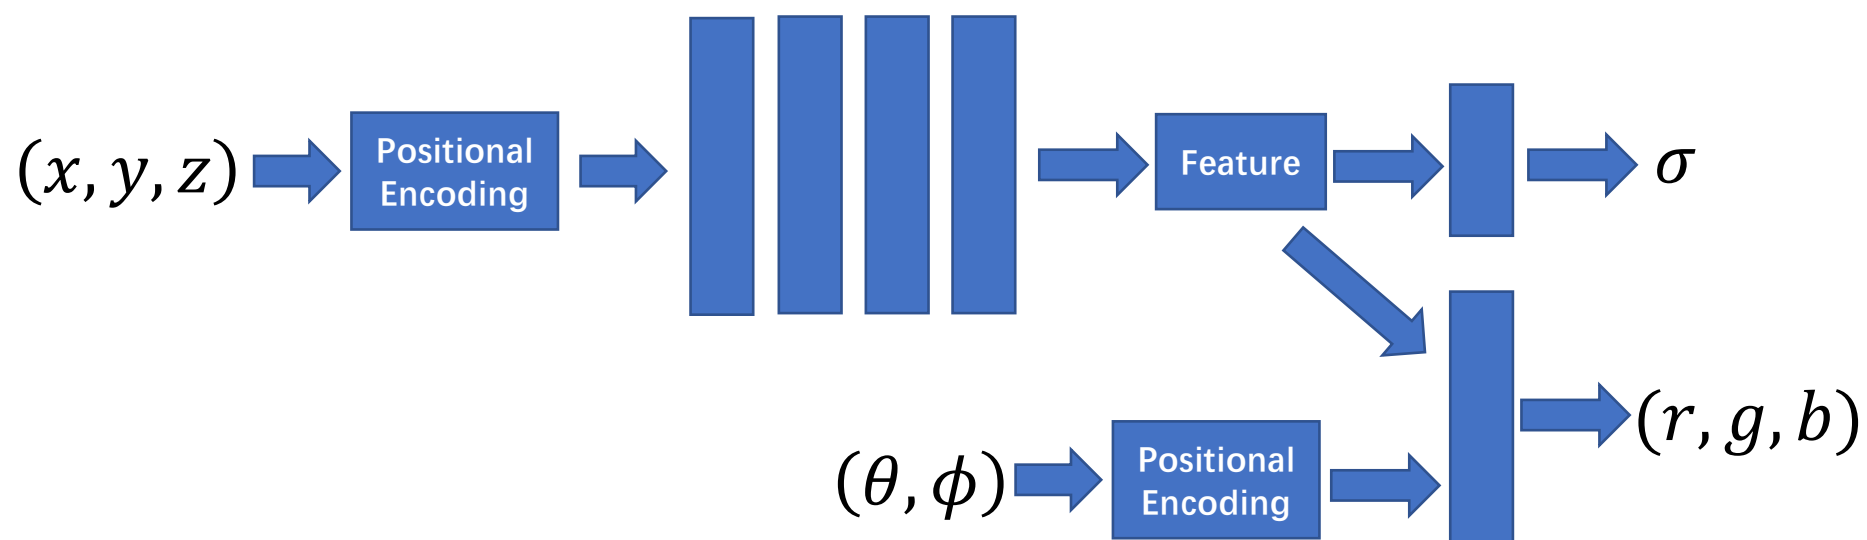 (x, y, z)
Positional
Encoding
Feature
σ
(θ, ϕ)
Positional
Encoding
(r, g, b)